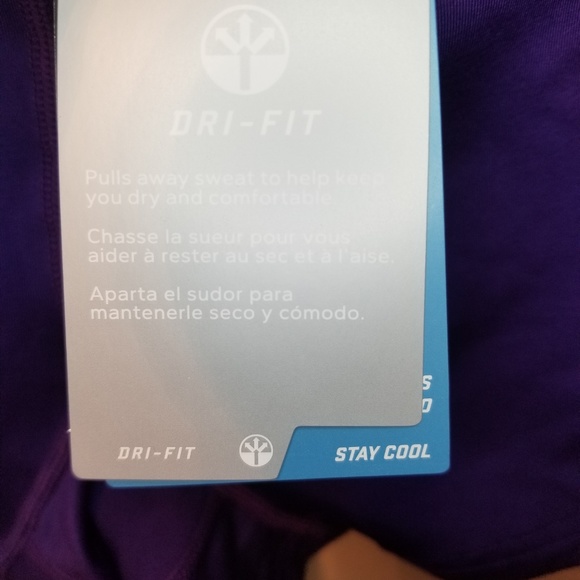 DRI-FIT
Pulls away sweat to help keep
you dry and comfortable.
Chasse la sueur pour vous
aider à rester au sec et à l'aise.
Aparta el sudor para
mantenerle seco y cómodo.
S
D
DRI-FIT
STAY COOL